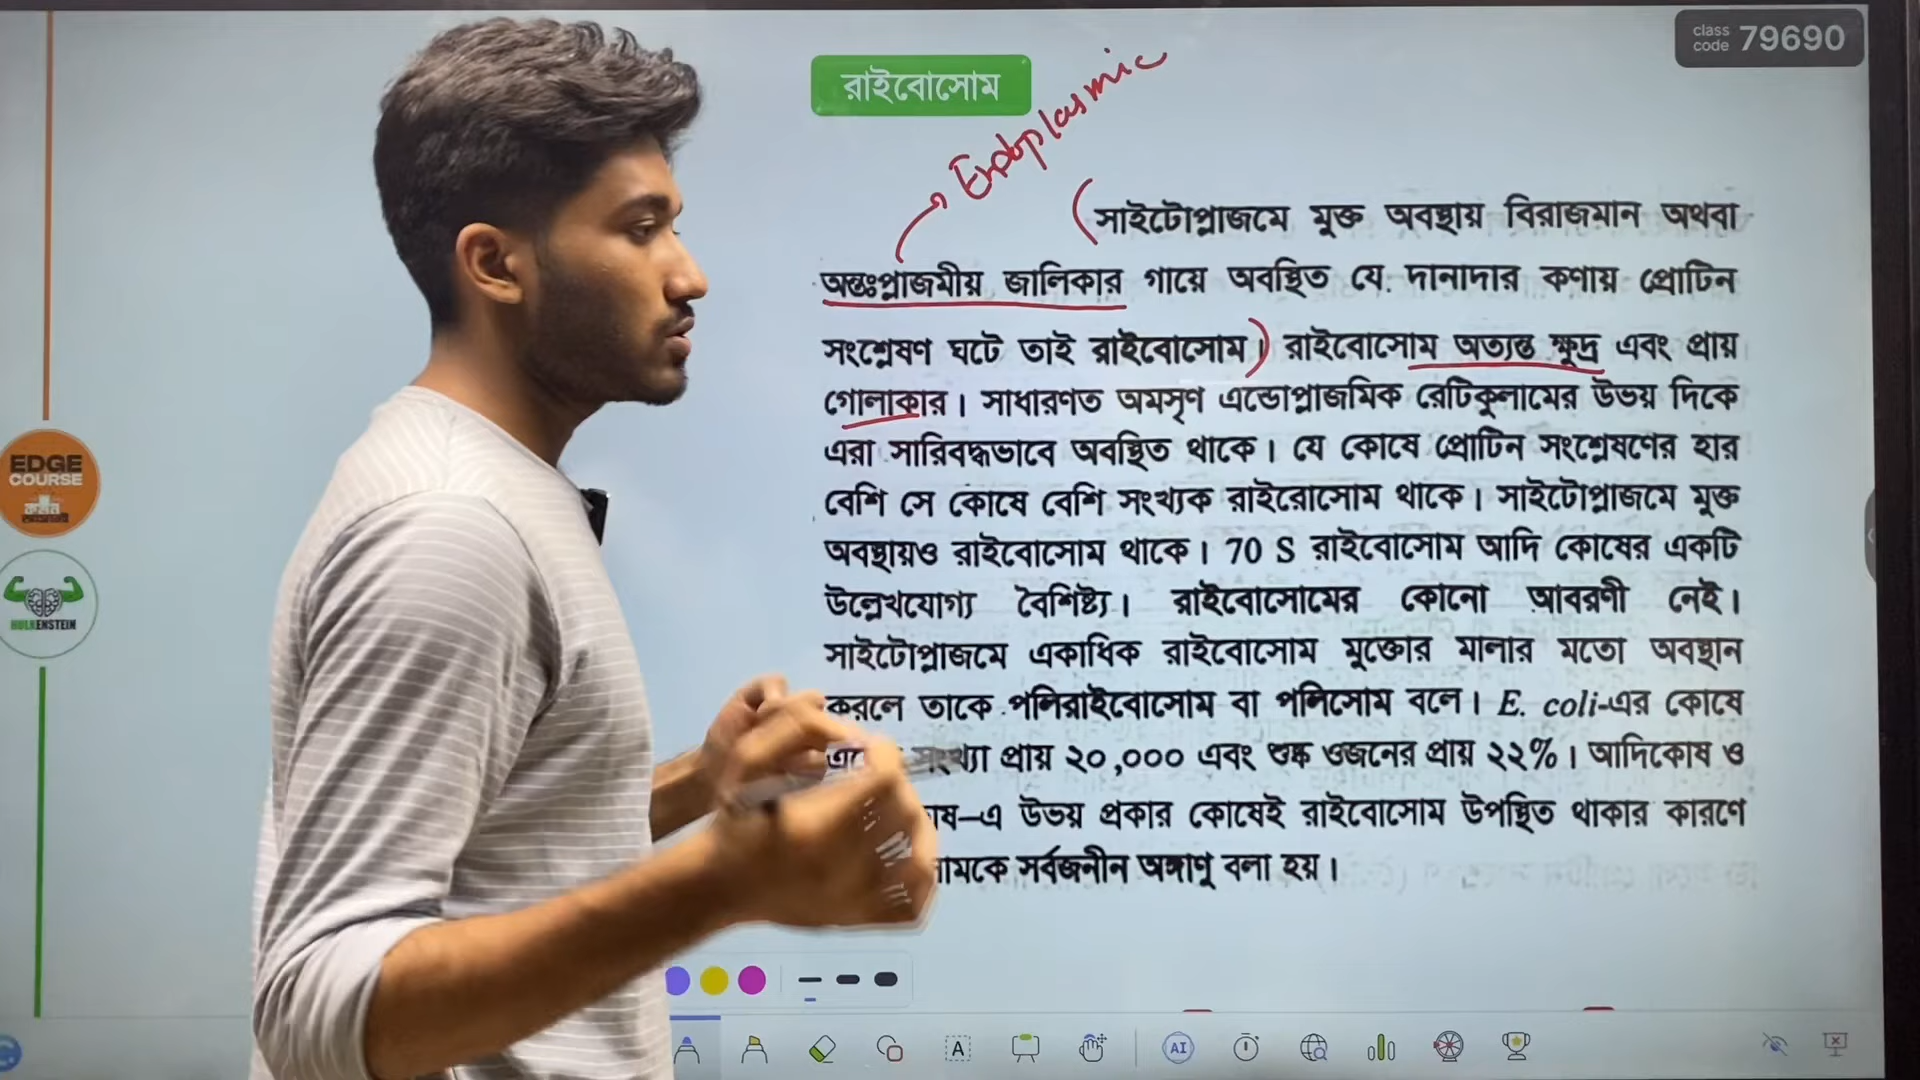 class code 79690
রাইবোসোম
Endoplasmic
(সাইটোপ্লাজমে মুক্ত অবস্থায় বিরাজমান অথবা
অন্তঃপ্লাজমীয় জালিকার গায়ে অবস্থিত যে দানাদার কণায় প্রোটিন
সংশ্লেষণ ঘটে তাই রাইবোসোম।) রাইবোসোম অত্যন্ত ক্ষুদ্র এবং প্রায়
গোলাকার। সাধারণত অমসৃণ এন্ডোপ্লাজমিক রেটিকুলামের উভয় দিকে
এরা সারিবদ্ধভাবে অবস্থিত থাকে। যে কোষে প্রোটিন সংশ্লেষণের হার
বেশি সে কোষে বেশি সংখ্যক রাইরোসোম থাকে। সাইটোপ্লাজমে মুক্ত
অবস্থায়ও রাইবোসোম থাকে। 70 S রাইবোসোম আদি কোষের একটি
উল্লেখযোগ্য বৈশিষ্ট্য। রাইবোসোমের কোনো আবরণী নেই।
সাইটোপ্লাজমে একাধিক রাইবোসোম মুক্তোর মালার মতো অবস্থান
করলে তাকে পলিরাইবোসোম বা পলিসোম বলে। E. coli-এর কোষে
প্রায় ২০,০০০ এবং শুষ্ক ওজনের প্রায় ২২%। আদিকোষ ও
–এ উভয় প্রকার কোষেই রাইবোসোম উপস্থিত থাকার কারণে
সর্বজনীন অঙ্গাণু বলা হয়।
EDGE
COURSE
HULKENSTEIN
A
AI